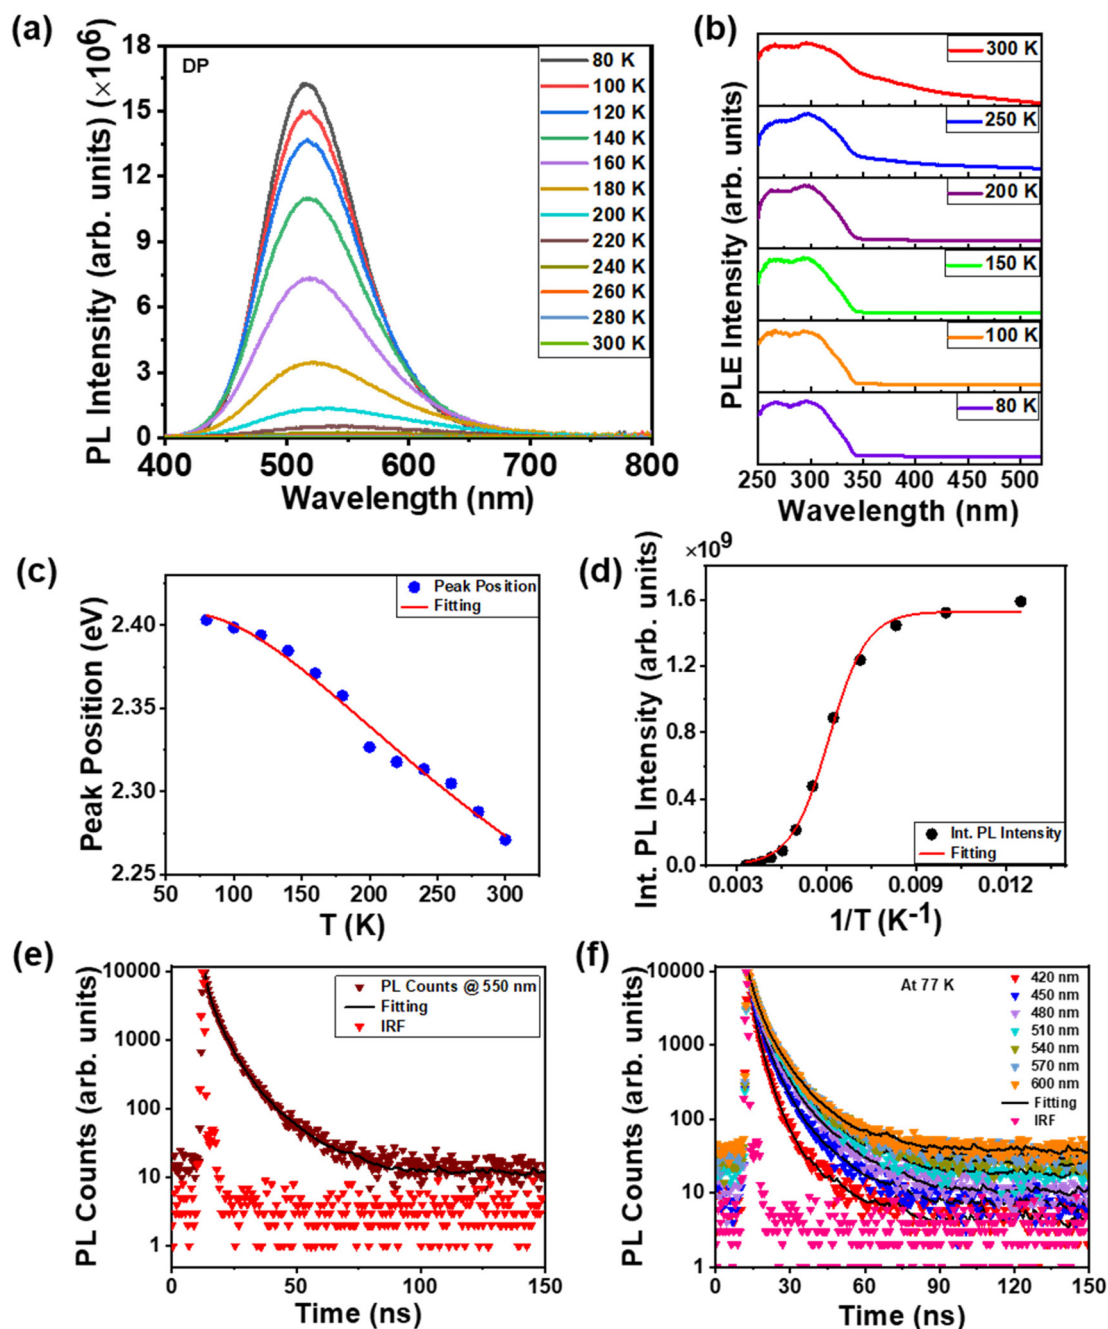 (a)
PL Intensity (arb. units) (×10⁶)
18
15
12
9
6
3
0
DP
80 K
100 K
120 K
140 K
160 K
180 K
200 K
220 K
240 K
260 K
280 K
300 K
400 500 600 700 800
Wavelength (nm)
(b)
PLE Intensity (arb. units)
300 K
250 K
200 K
150 K
100 K
80 K
250 300 350 400 450 500
Wavelength (nm)
(c)
Peak Position (eV)
2.40
2.35
2.30
2.25
Peak Position
Fitting
50 100 150 200 250 300
T (K)
(d)
×10⁹
Int. PL Intensity (arb. units)
1.6
1.2
0.8
0.4
0.0
Int. PL Intensity
Fitting
0.003 0.006 0.009 0.012
1/T (K⁻¹)
(e)
PL Counts (arb. units)
10000
1000
100
10
1
PL Counts @ 550 nm
Fitting
IRF
0 50 100 150
Time (ns)
(f)
PL Counts (arb. units)
10000
1000
100
10
1
At 77 K
420 nm
450 nm
480 nm
510 nm
540 nm
570 nm
600 nm
Fitting
IRF
0 30 60 90 120 150
Time (ns)